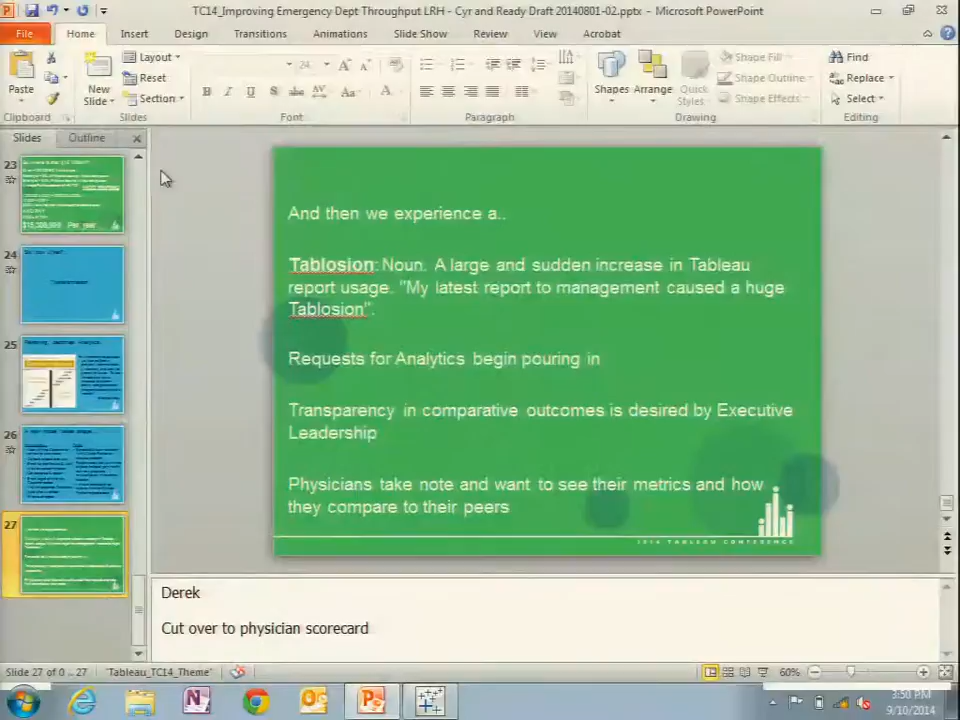 TC14_Improving Emergency Dept Throughput LRH - Cyr and Ready Draft 20140801-02.pptx - Microsoft PowerPoint
File Home Insert Design Transitions Animations Slide Show Review View Acrobat
Paste
New Slide
Layout
Reset
Section
24
Shapes
Arrange
Quick Styles
Shape Fill
Shape Outline
Shape Effects
Find
Replace
Select
Clipboard Slides Font Paragraph Drawing Editing
Slides Outline
23
24
25
26
27
And then we experience a..
Tablosion: Noun. A large and sudden increase in Tableau
report usage. "My latest report to management caused a huge
Tablosion".
Requests for Analytics begin pouring in
Transparency in comparative outcomes is desired by Executive
Leadership
Physicians take note and want to see their metrics and how
they compare to their peers
2014 TABLEAU CONFERENCE
Derek
Cut over to physician scorecard
Slide 27 of 0 .. 27 "Tableau_TC14_Theme" 60%
3:50 PM
9/10/2014